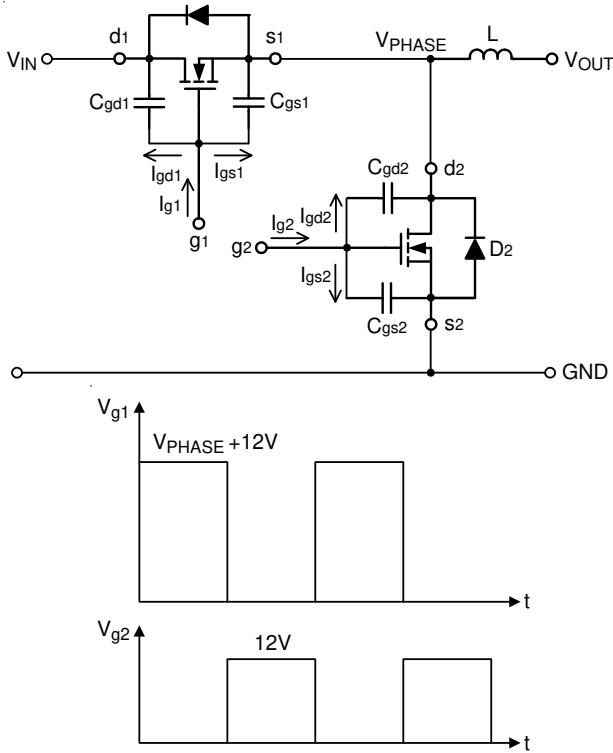 d1
s1
VPHASE
L
VIN
VOUT
Cgd1
Cgs1
Igd1
Igs1
Ig1
g1
Cgd2
d2
Igd2
Ig2
g2
D2
Igs2
Cgs2
s2
GND
Vg1
VPHASE +12V
t
Vg2
12V
t